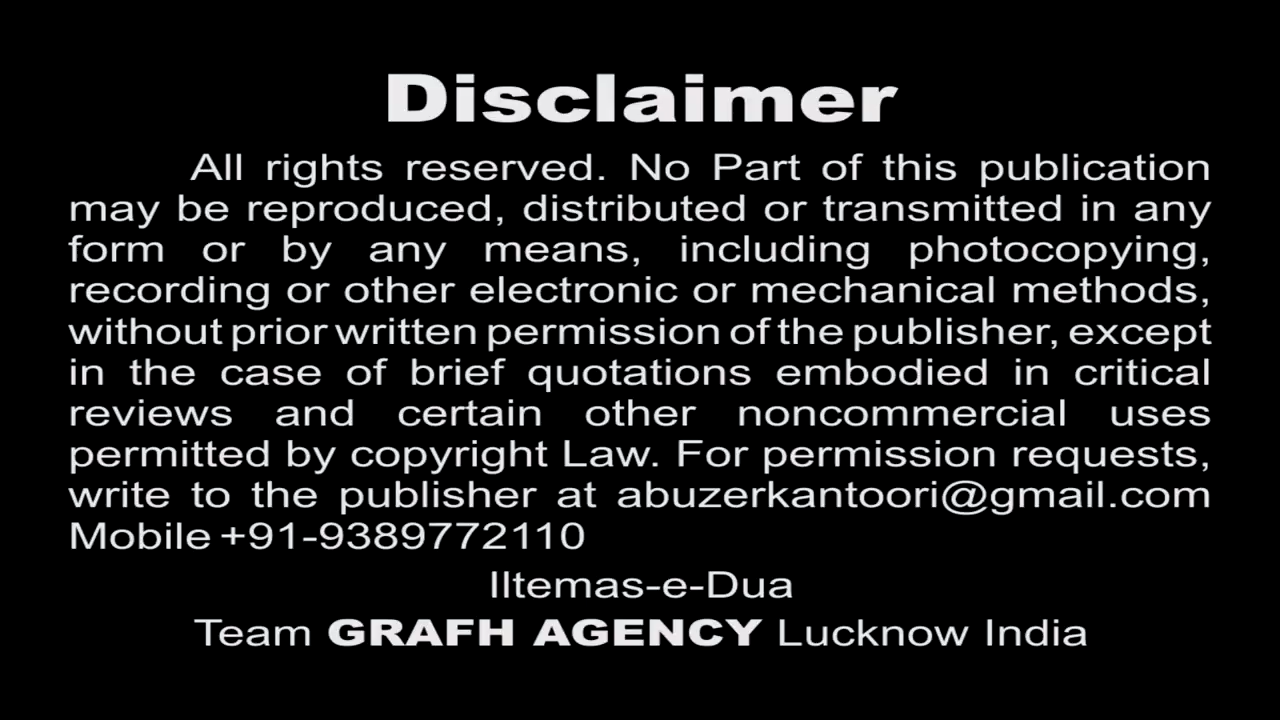 Disclaimer
All rights reserved. No Part of this publication
may be reproduced, distributed or transmitted in any
form or by any means, including photocopying,
recording or other electronic or mechanical methods,
without prior written permission of the publisher, except
in the case of brief quotations embodied in critical
reviews and certain other noncommercial uses
permitted by copyright Law. For permission requests,
write to the publisher at abuzerkantoori@gmail.com
Mobile +91-9389772110
IItemas-e-Dua
Team GRAFH AGENCY Lucknow India